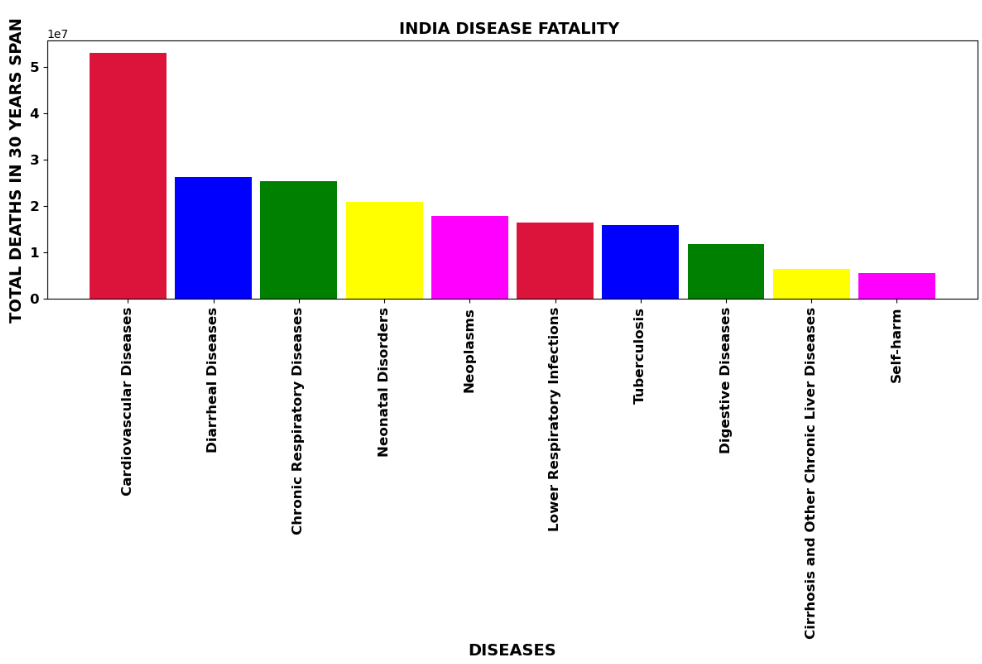 INDIA DISEASE FATALITY
1e7
TOTAL DEATHS IN 30 YEARS SPAN
5
4
3
2
1
0
Cardiovascular Diseases
Diarrheal Diseases
Chronic Respiratory Diseases
Neonatal Disorders
Neoplasms
Lower Respiratory Infections
Tuberculosis
Digestive Diseases
Cirrhosis and Other Chronic Liver Diseases
Self-harm
DISEASES